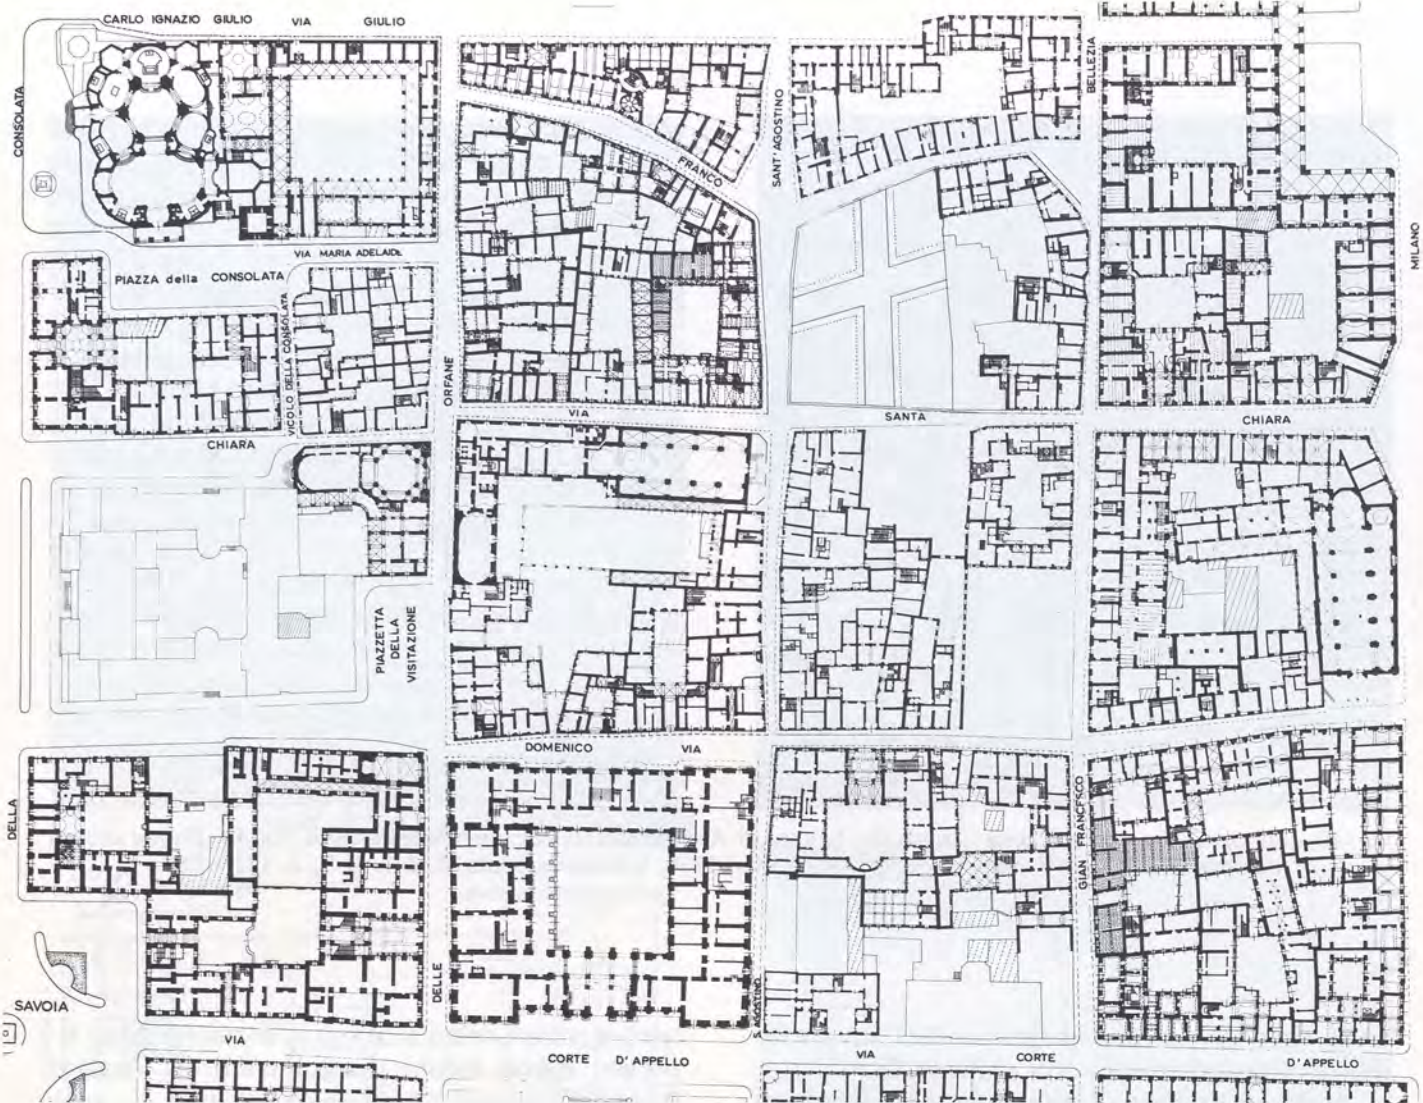 CARLO IGNAZIO GIULIO VIA GIULIO
CONSOLATA
SANT'AGOSTINO
BELLEZIA
FRANCO
MILANO
VIA MARIA ADELAIDE
PIAZZA della CONSOLATA
VICOLO DELLA CONSOLATA
ORFANE
VIA
SANTA
CHIARA
CHIARA
PIAZZETTA
DELLA
VISITAZIONE
DOMENICO VIA
DELLA
GIAN FRANCESCO
DELLE
S. AGOSTINO
SAVOIA
VIA
CORTE D'APPELLO
VIA
CORTE
D'APPELLO